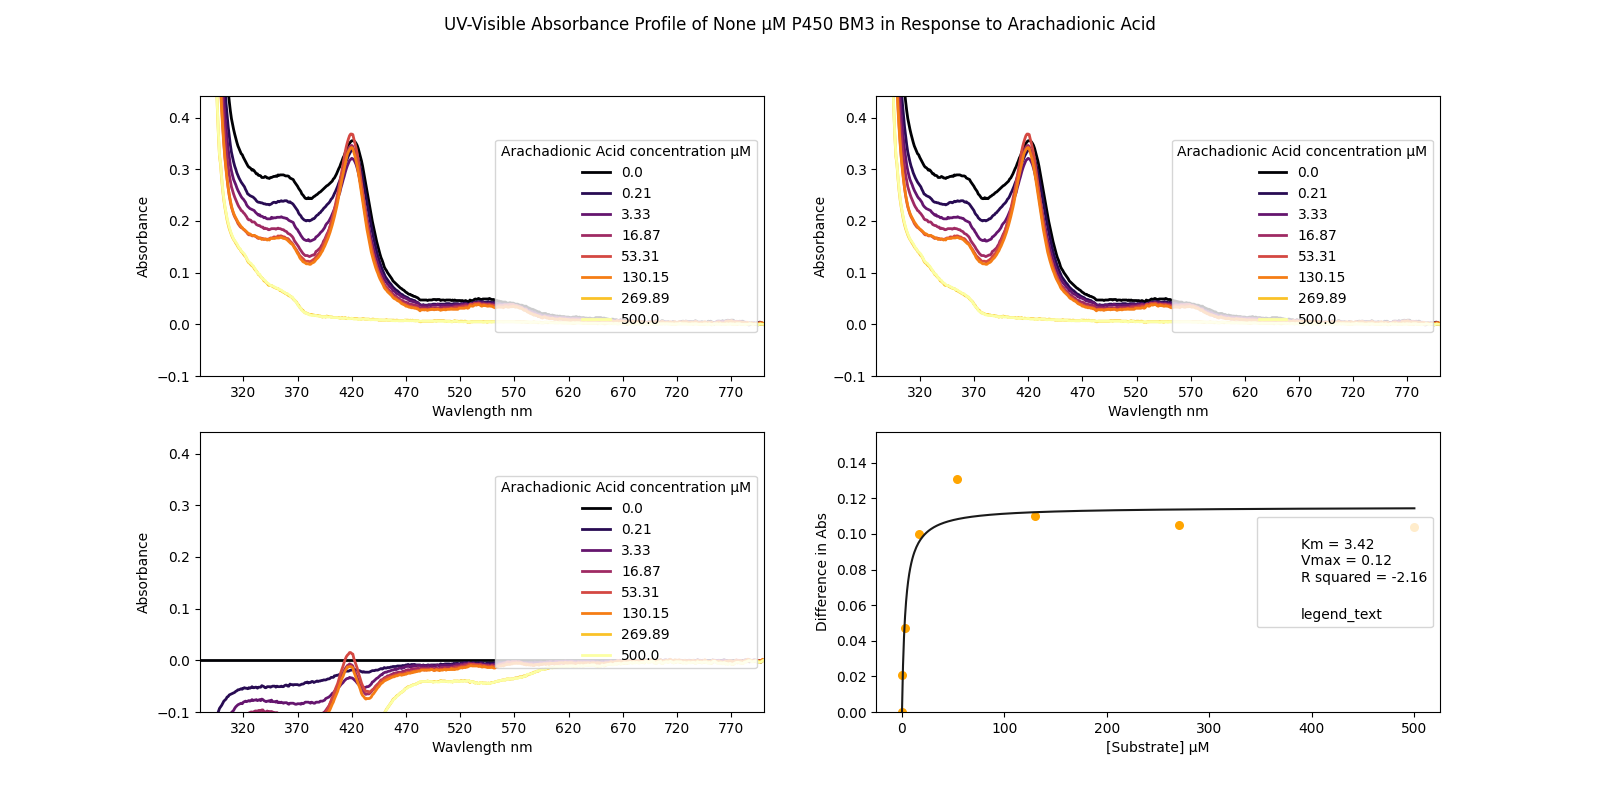 UV-Visible Absorbance Profile of None µM P450 BM3 in Response to Arachadionic Acid
Absorbance
0.4
0.3
0.2
0.1
0.0
−0.1
320 370 420 470 520 570 620 670 720 770
Wavlength nm
Arachadionic Acid concentration µM
0.0
0.21
3.33
16.87
53.31
130.15
269.89
500.0
Absorbance
0.4
0.3
0.2
0.1
0.0
−0.1
320 370 420 470 520 570 620 670 720 770
Wavlength nm
Arachadionic Acid concentration µM
0.0
0.21
3.33
16.87
53.31
130.15
269.89
500.0
Absorbance
0.4
0.3
0.2
0.1
0.0
−0.1
320 370 420 470 520 570 620 670 720 770
Wavlength nm
Arachadionic Acid concentration µM
0.0
0.21
3.33
16.87
53.31
130.15
269.89
500.0
Difference in Abs
0.14
0.12
0.10
0.08
0.06
0.04
0.02
0.00
0 100 200 300 400 500
[Substrate] µM
Km = 3.42
Vmax = 0.12
R squared = -2.16
legend_text